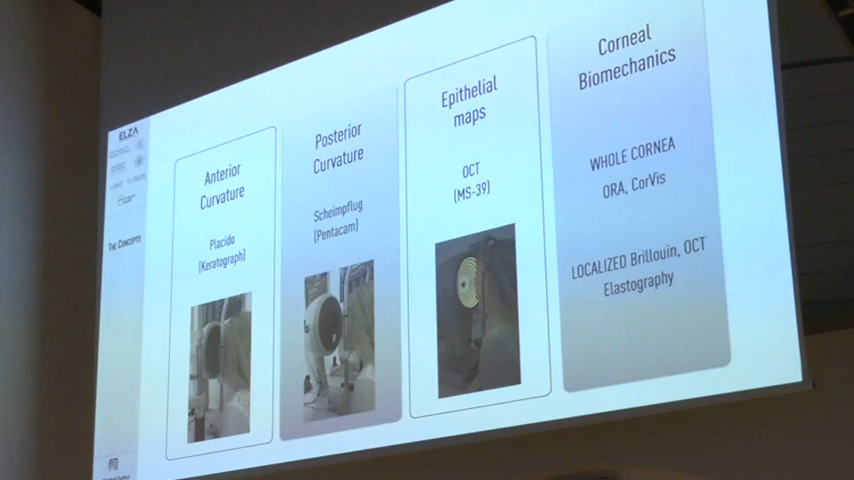 ELZA
THE CONCEPTS
Anterior
Curvature
Placido
(Keratograph)
Posterior
Curvature
Scheimpflug
(Pentacam)
Epithelial
maps
OCT
(MS-39)
Corneal
Biomechanics
WHOLE CORNEA
ORA, CorVis
LOCALIZED Brillouin, OCT
Elastography